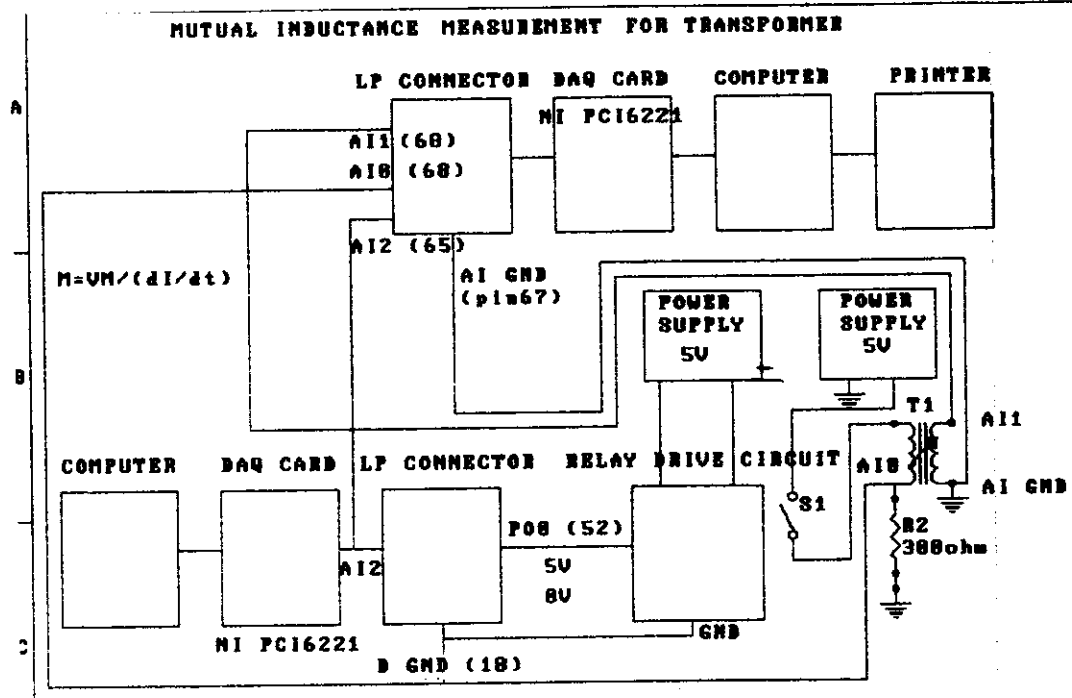 MUTUAL INDUCTANCE MEASUREMENT FOR TRANSFORMER
LP CONNECTOR DAQ CARD COMPUTER PRINTER
A
NI PCI6221
AI1 (68)
AI0 (68)
AI2 (65)
M=VM/(dI/dt)
AI GND
(pin67)
POWER
SUPPLY
5V
POWER
SUPPLY
5V
B
T1
AI1
COMPUTER DAQ CARD LP CONNECTOR RELAY DRIVE CIRCUIT
AI0
AI GND
S1
P00 (52)
R2
300ohm
AI2
5V
0V
NI PCI6221
GND
C
D GND (18)